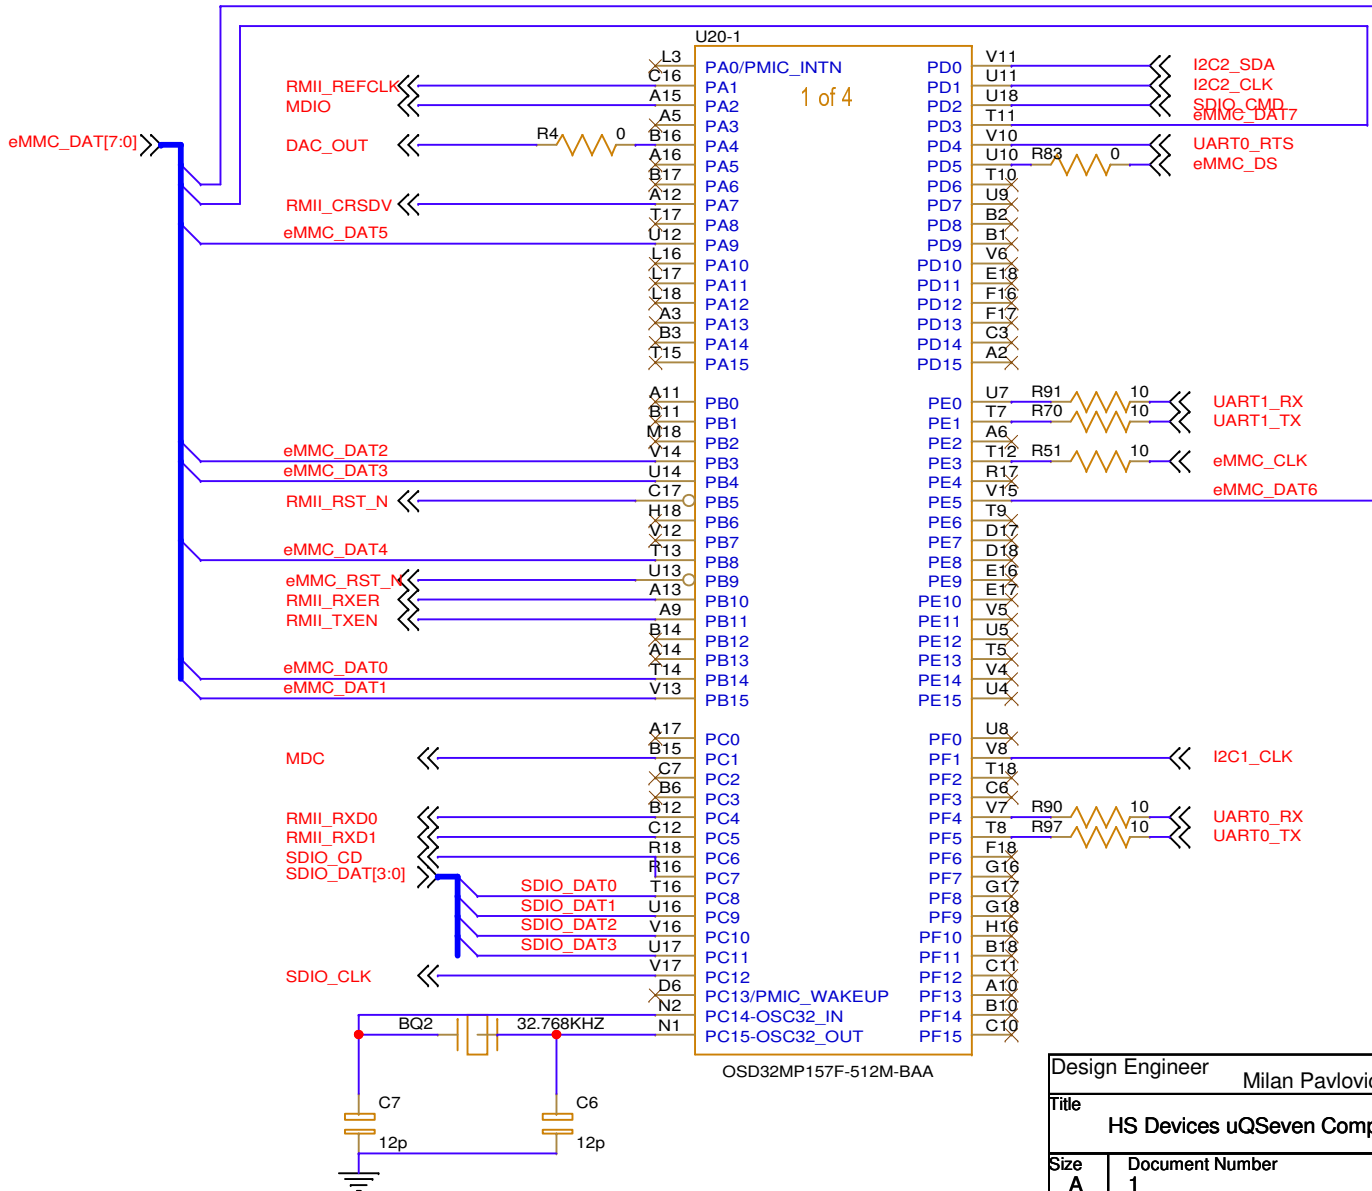 U20-1
1 of 4
eMMC_DAT[7:0]
RMII_REFCLK
MDIO
DAC_OUT
R4 0
RMII_CRSDV
eMMC_DAT5
eMMC_DAT2
eMMC_DAT3
RMII_RST_N
eMMC_DAT4
eMMC_RST_N
RMII_RXER
RMII_TXEN
eMMC_DAT0
eMMC_DAT1
MDC
RMII_RXD0
RMII_RXD1
SDIO_CD
SDIO_DAT[3:0]
SDIO_DAT0
SDIO_DAT1
SDIO_DAT2
SDIO_DAT3
SDIO_CLK
BQ2 32.768KHZ
C7
12p
C6
12p
L3 PA0/PMIC_INTN
C16 PA1
A15 PA2
A5 PA3
B16 PA4
A16 PA5
B17 PA6
A12 PA7
T17 PA8
U12 PA9
L16 PA10
L17 PA11
L18 PA12
A3 PA13
B3 PA14
T15 PA15
A11 PB0
B11 PB1
M18 PB2
V14 PB3
U14 PB4
C17 PB5
H18 PB6
V12 PB7
T13 PB8
U13 PB9
A13 PB10
A9 PB11
B14 PB12
A14 PB13
T14 PB14
V13 PB15
A17 PC0
B15 PC1
C7 PC2
B6 PC3
B12 PC4
C12 PC5
R18 PC6
R16 PC7
T16 PC8
U16 PC9
V16 PC10
U17 PC11
V17 PC12
D6 PC13/PMIC_WAKEUP
N2 PC14-OSC32_IN
N1 PC15-OSC32_OUT
PD0 V11 I2C2_SDA
PD1 U11 I2C2_CLK
PD2 U18 SDIO_CMD
PD3 T11 eMMC_DAT7
PD4 V10 UART0_RTS
PD5 U10 R83 0 eMMC_DS
PD6 T10
PD7 U9
PD8 B2
PD9 B1
PD10 V6
PD11 E18
PD12 F16
PD13 F17
PD14 C3
PD15 A2
PE0 U7 R91 10 UART1_RX
PE1 T7 R70 10 UART1_TX
PE2 A6
PE3 T12 R51 10 eMMC_CLK
PE4 R17
PE5 V15 eMMC_DAT6
PE6 T9
PE7 D17
PE8 D18
PE9 E16
PE10 E17
PE11 V5
PE12 U5
PE13 T5
PE14 V4
PE15 U4
PF0 U8
PF1 V8 I2C1_CLK
PF2 T18
PF3 C6
PF4 V7 R90 10 UART0_RX
PF5 T8 R97 10 UART0_TX
PF6 F18
PF7 G16
PF8 G17
PF9 G18
PF10 H16
PF11 B18
PF12 C11
PF13 A10
PF14 B10
PF15 C10
OSD32MP157F-512M-BAA
Design Engineer Milan Pavlovic
Title
HS Devices uQSeven Comp
Size Document Number
A 1